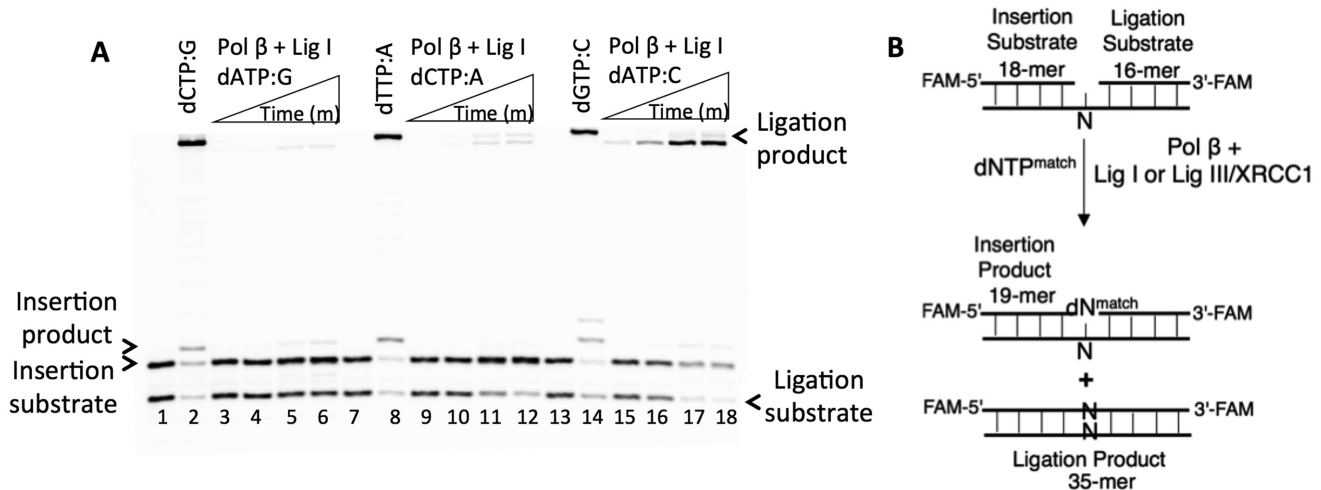 A
dCTP:G
Pol β + Lig I
dATP:G
Time (m)
dTTP:A
Pol β + Lig I
dCTP:A
Time (m)
dGTP:C
Pol β + Lig I
dATP:C
Time (m)
Ligation
product
Insertion
product
Insertion
substrate
Ligation
substrate
1 2 3 4 5 6 7 8 9 10 11 12 13 14 15 16 17 18
B
Insertion
Substrate
18-mer
Ligation
Substrate
16-mer
FAM-5'
3'-FAM
N
dNTPmatch
Pol β +
Lig I or Lig III/XRCC1
Insertion
Product
19-mer
FAM-5'
dNmatch
3'-FAM
N
+
FAM-5'
N
3'-FAM
N
Ligation Product
35-mer